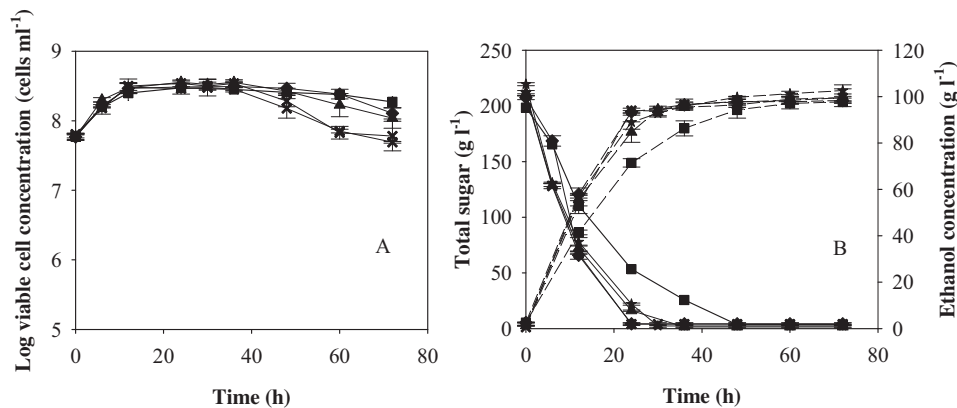 Log viable cell concentration (cells ml-1)
9
8
7
6
5
0 20 40 60 80
Time (h)
A
Total sugar (g l-1)
250
200
150
100
50
0
0 20 40 60 80
Time (h)
B
120
100
80
60
40
20
0
Ethanol concentration (g l-1)